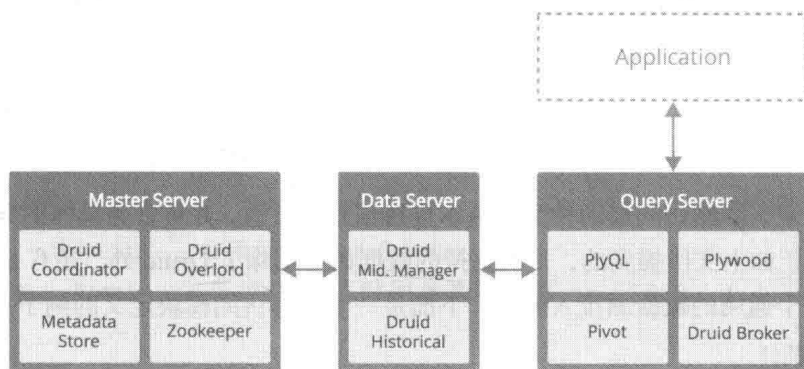 Application
Master Server
Druid
Coordinator
Druid
Overlord
Metadata
Store
Zookeeper
Data Server
Druid
Mid. Manager
Druid
Historical
Query Server
PlyQL
Plywood
Pivot
Druid Broker